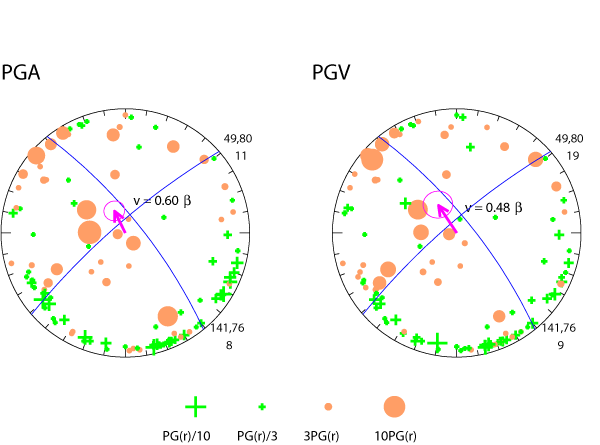 PGA
PGV
49,80
11
49,80
19
v = 0.60 β
v = 0.48 β
141,76
8
141,76
9
PG(r)/10
PG(r)/3
3PG(r)
10PG(r)